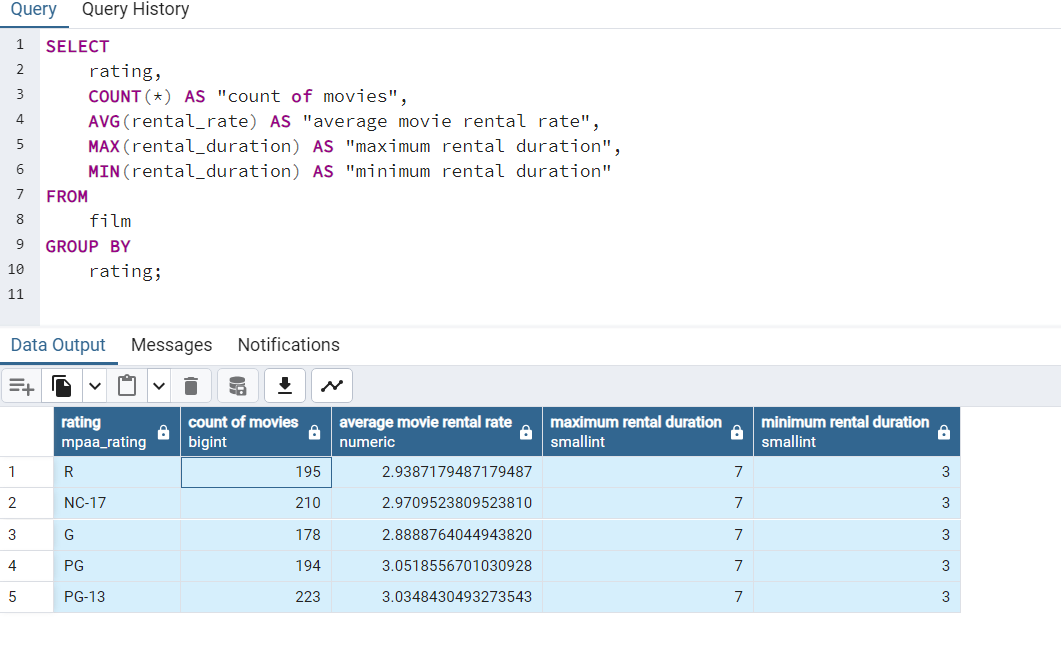 Query Query History
1 SELECT
2 rating,
3 COUNT(*) AS "count of movies",
4 AVG(rental_rate) AS "average movie rental rate",
5 MAX(rental_duration) AS "maximum rental duration",
6 MIN(rental_duration) AS "minimum rental duration"
7 FROM
8 film
9 GROUP BY
10 rating;
11
Data Output Messages Notifications
rating count of movies average movie rental rate maximum rental duration minimum rental duration
mpaa_rating bigint numeric smallint smallint
1 R 195 2.9387179487179487 7 3
2 NC-17 210 2.9709523809523810 7 3
3 G 178 2.8888764044943820 7 3
4 PG 194 3.0518556701030928 7 3
5 PG-13 223 3.0348430493273543 7 3